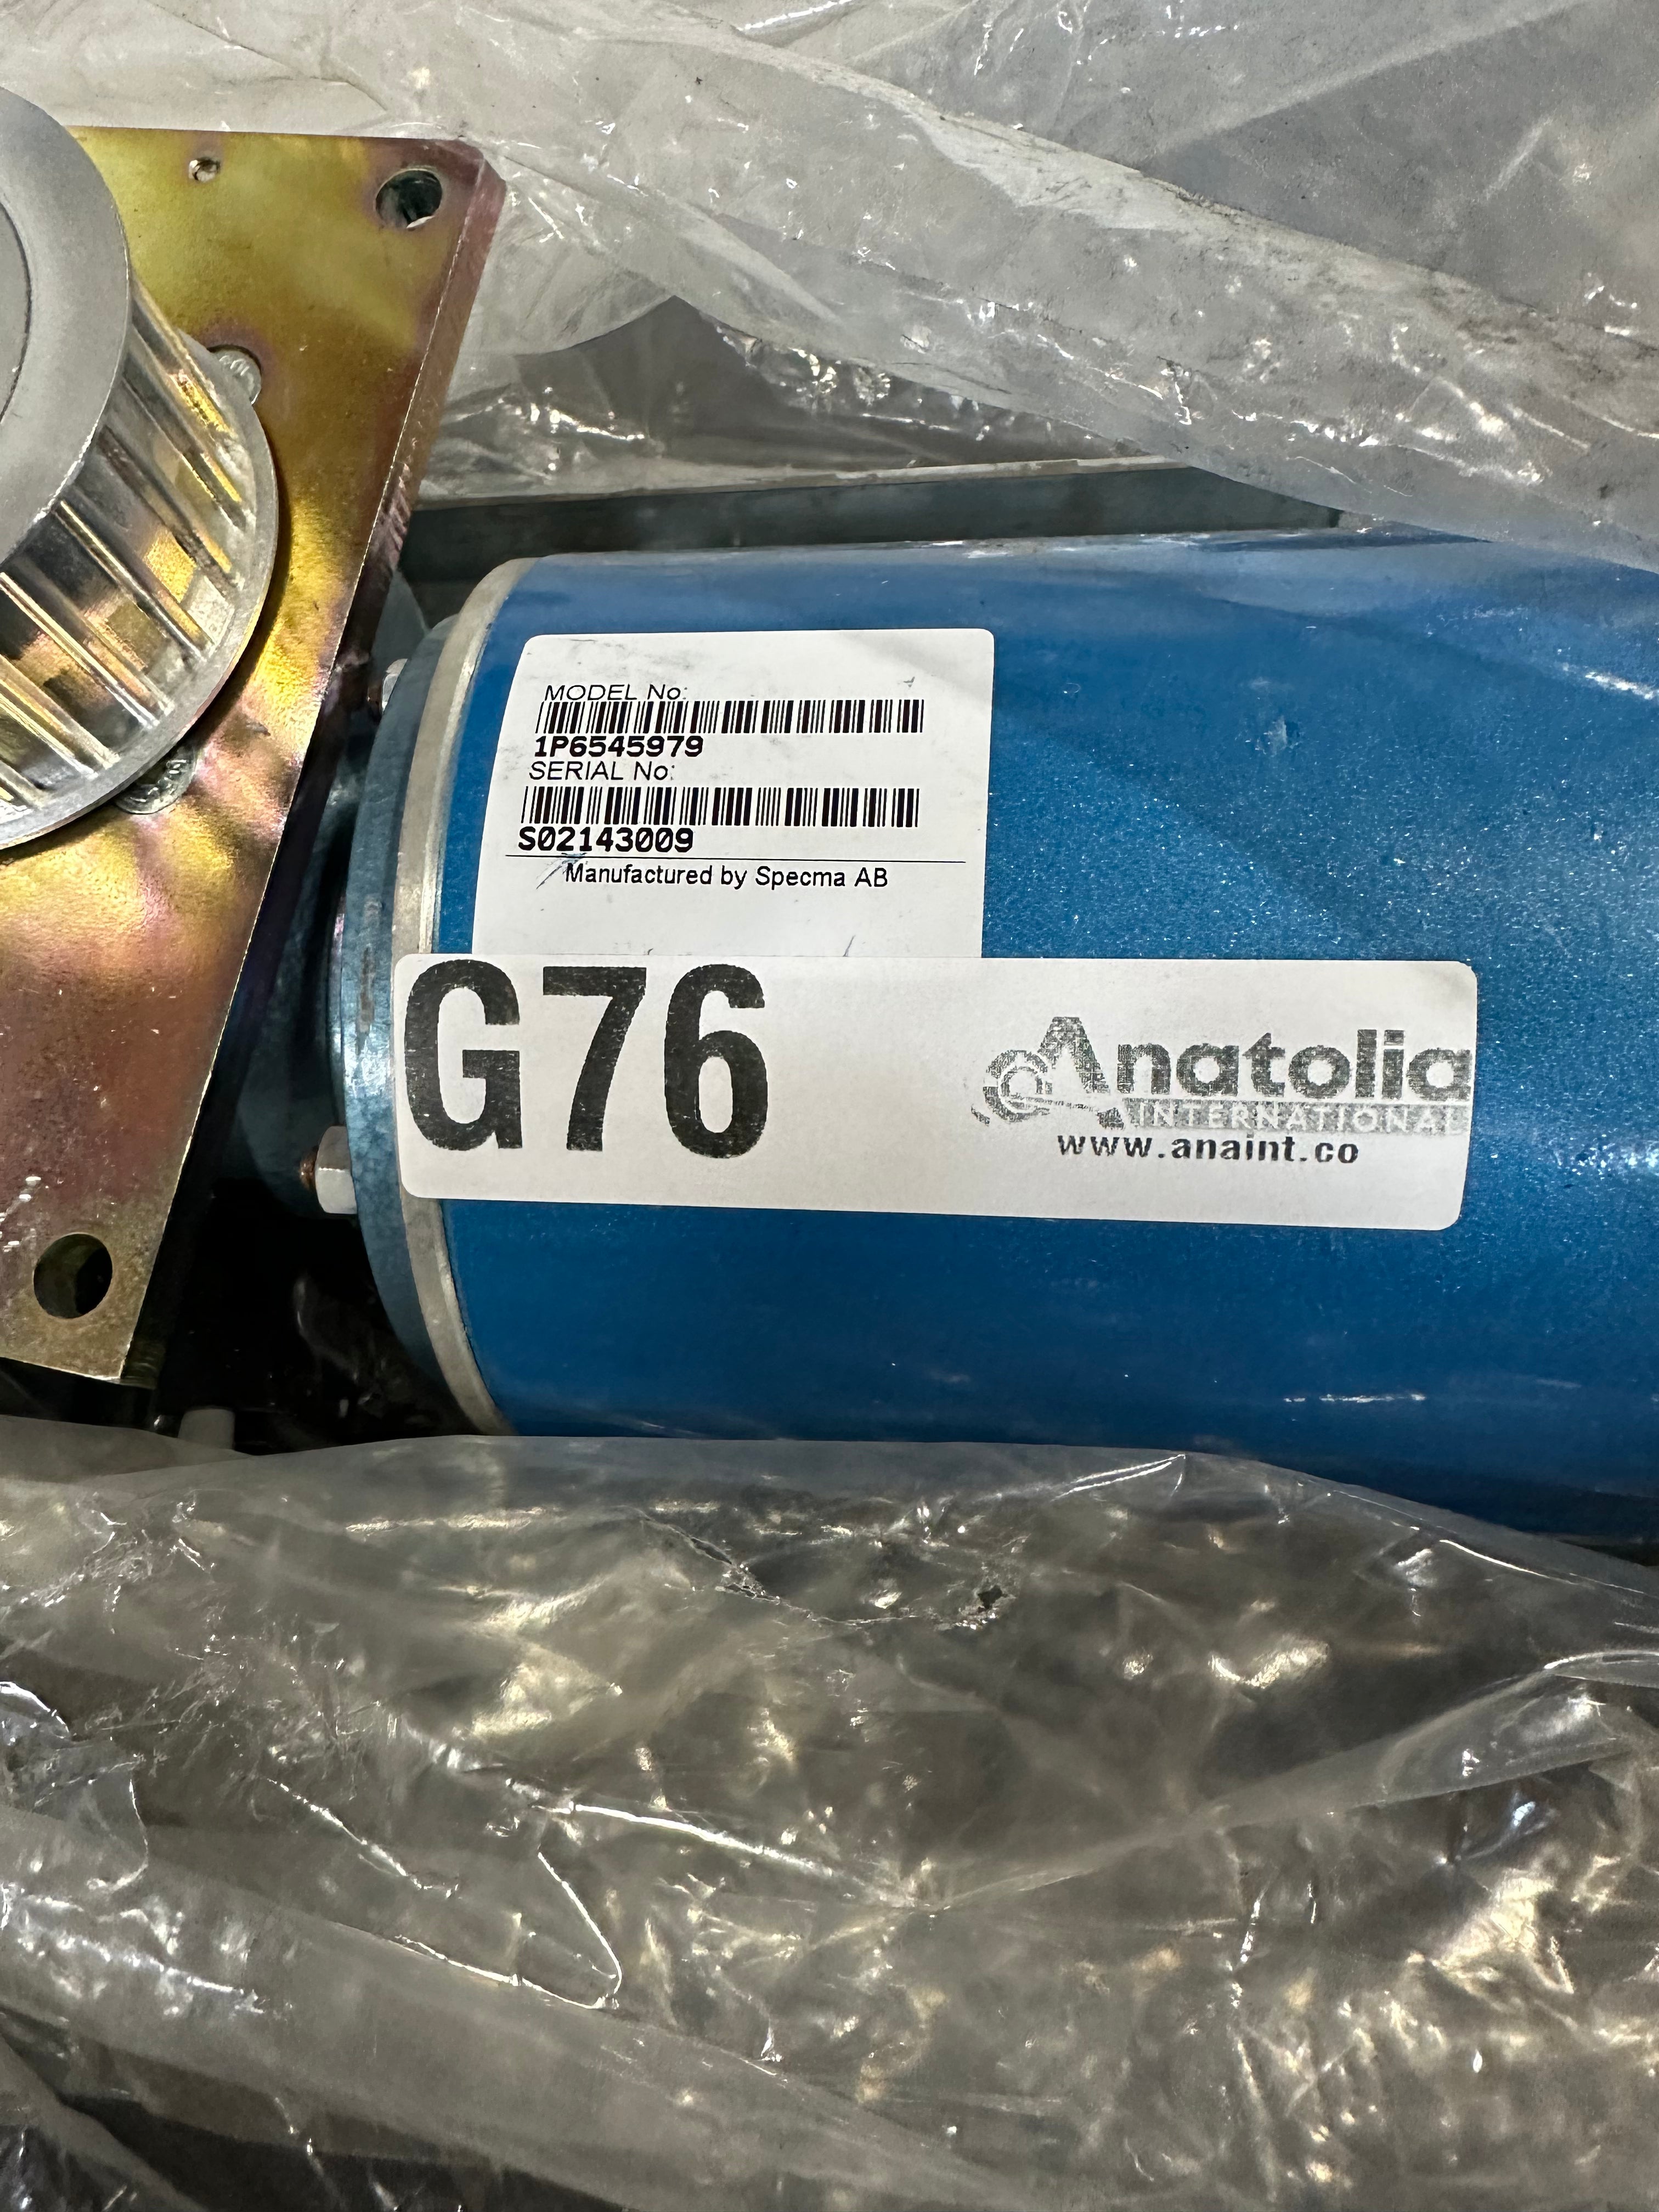 MODEL No:
1P6545979
SERIAL No:
S02143009
Manufactured by Specma AB
G76
Anatolia
INTERNATIONAL
www.anaint.co